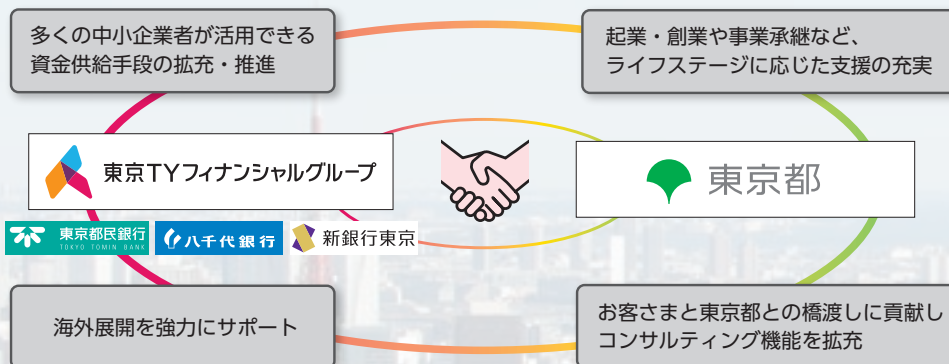 多くの中小企業者が活用できる
資金供給手段の拡充・推進
起業・創業や事業承継など、
ライフステージに応じた支援の充実
東京TYフィナンシャルグループ
東京都
東京都民銀行
TOKYO TOMIN BANK
八千代銀行
新銀行東京
海外展開を強力にサポート
お客さまと東京都との橋渡しに貢献し
コンサルティング機能を拡充